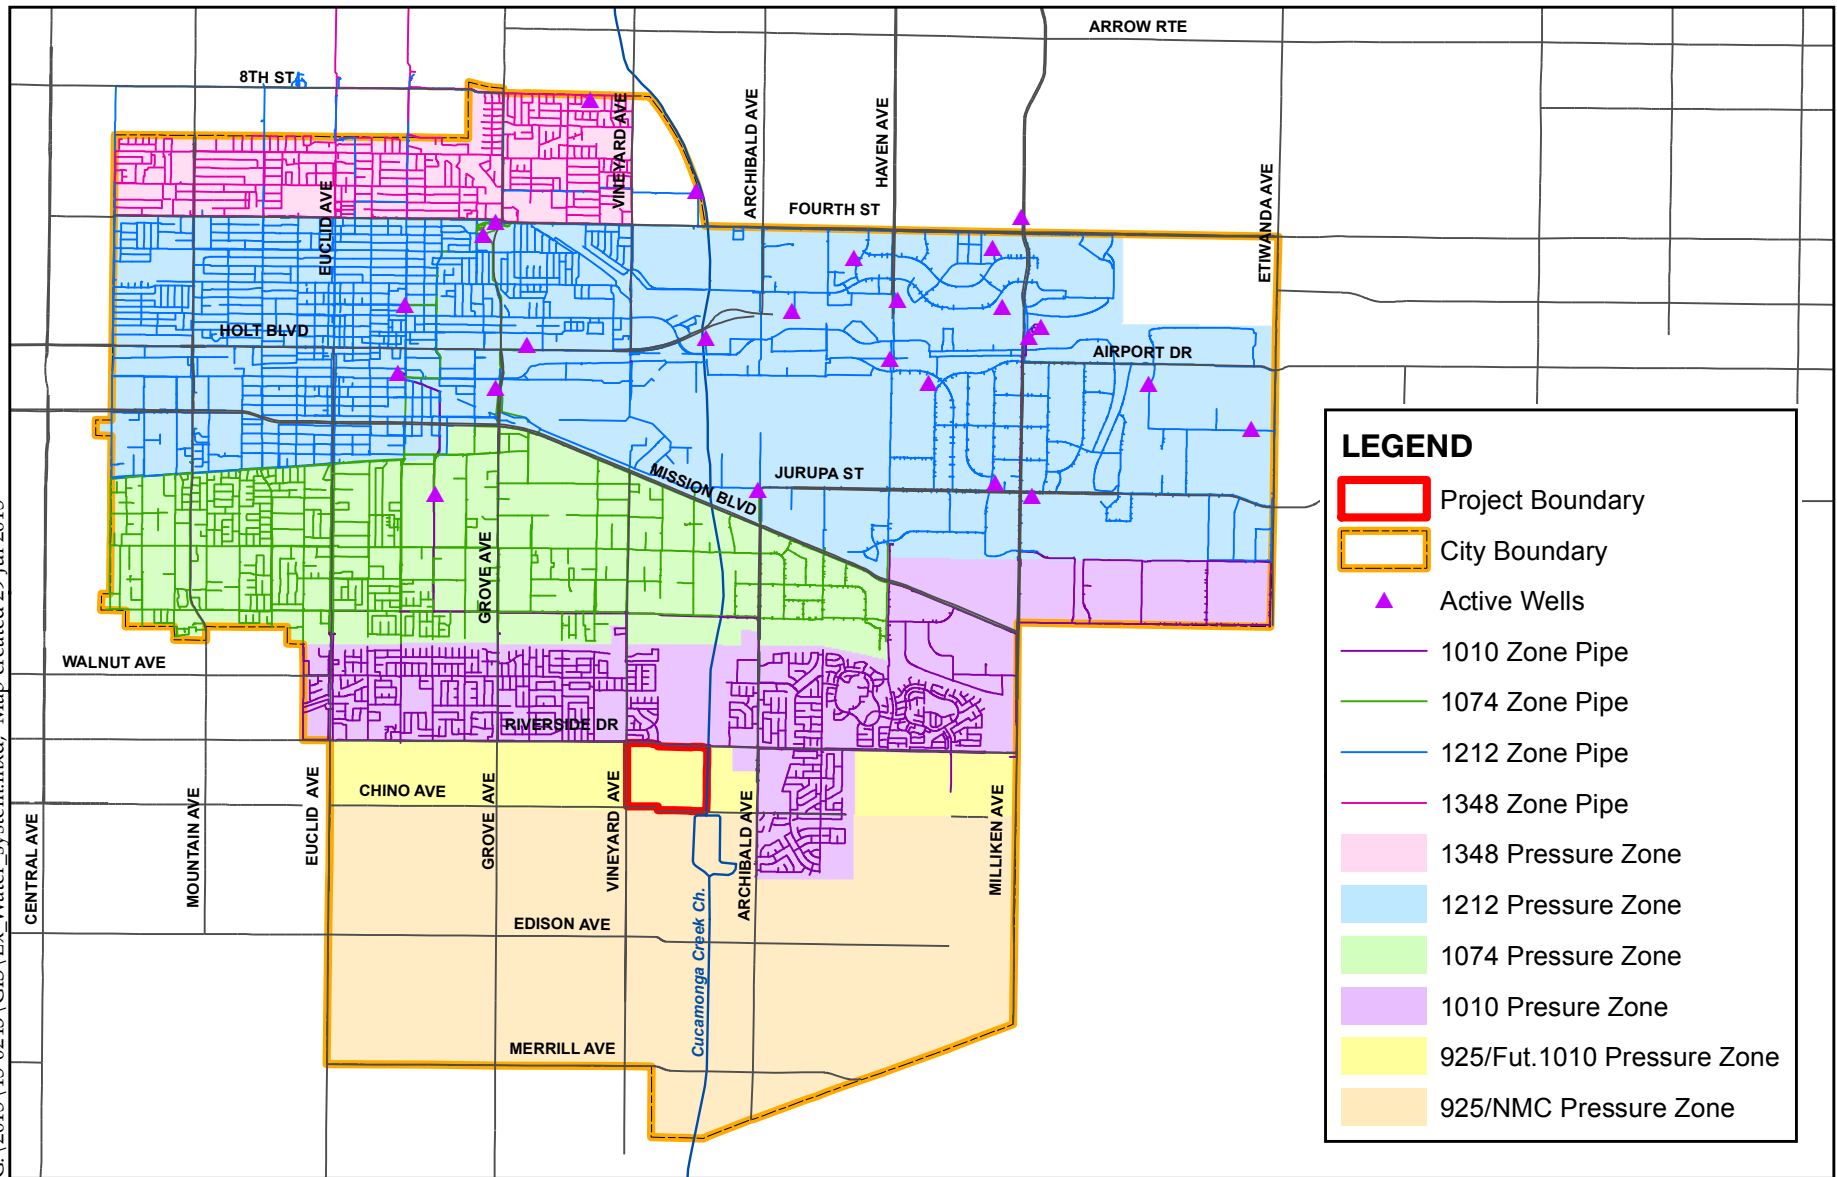 ARROW RTE
8TH ST
VINEYARD AVE
ARCHIBALD AVE
HAVEN AVE
ETIWANDA AVE
EUCLID AVE
FOURTH ST
HOLT BLVD
AIRPORT DR
MISSION BLVD
JURUPA ST
GROVE AVE
WALNUT AVE
RIVERSIDE DR
CHINO AVE
CENTRAL AVE
MOUNTAIN AVE
EUCLID AVE
GROVE AVE
VINEYARD AVE
ARCHIBALD AVE
MILLIKEN AVE
EDISON AVE
Cucamonga Creek Ch.
MERRILL AVE
LEGEND
Project Boundary
City Boundary
Active Wells
1010 Zone Pipe
1074 Zone Pipe
1212 Zone Pipe
1348 Zone Pipe
1348 Pressure Zone
1212 Pressure Zone
1074 Pressure Zone
1010 Presure Zone
925/Fut.1010 Pressure Zone
925/NMC Pressure Zone